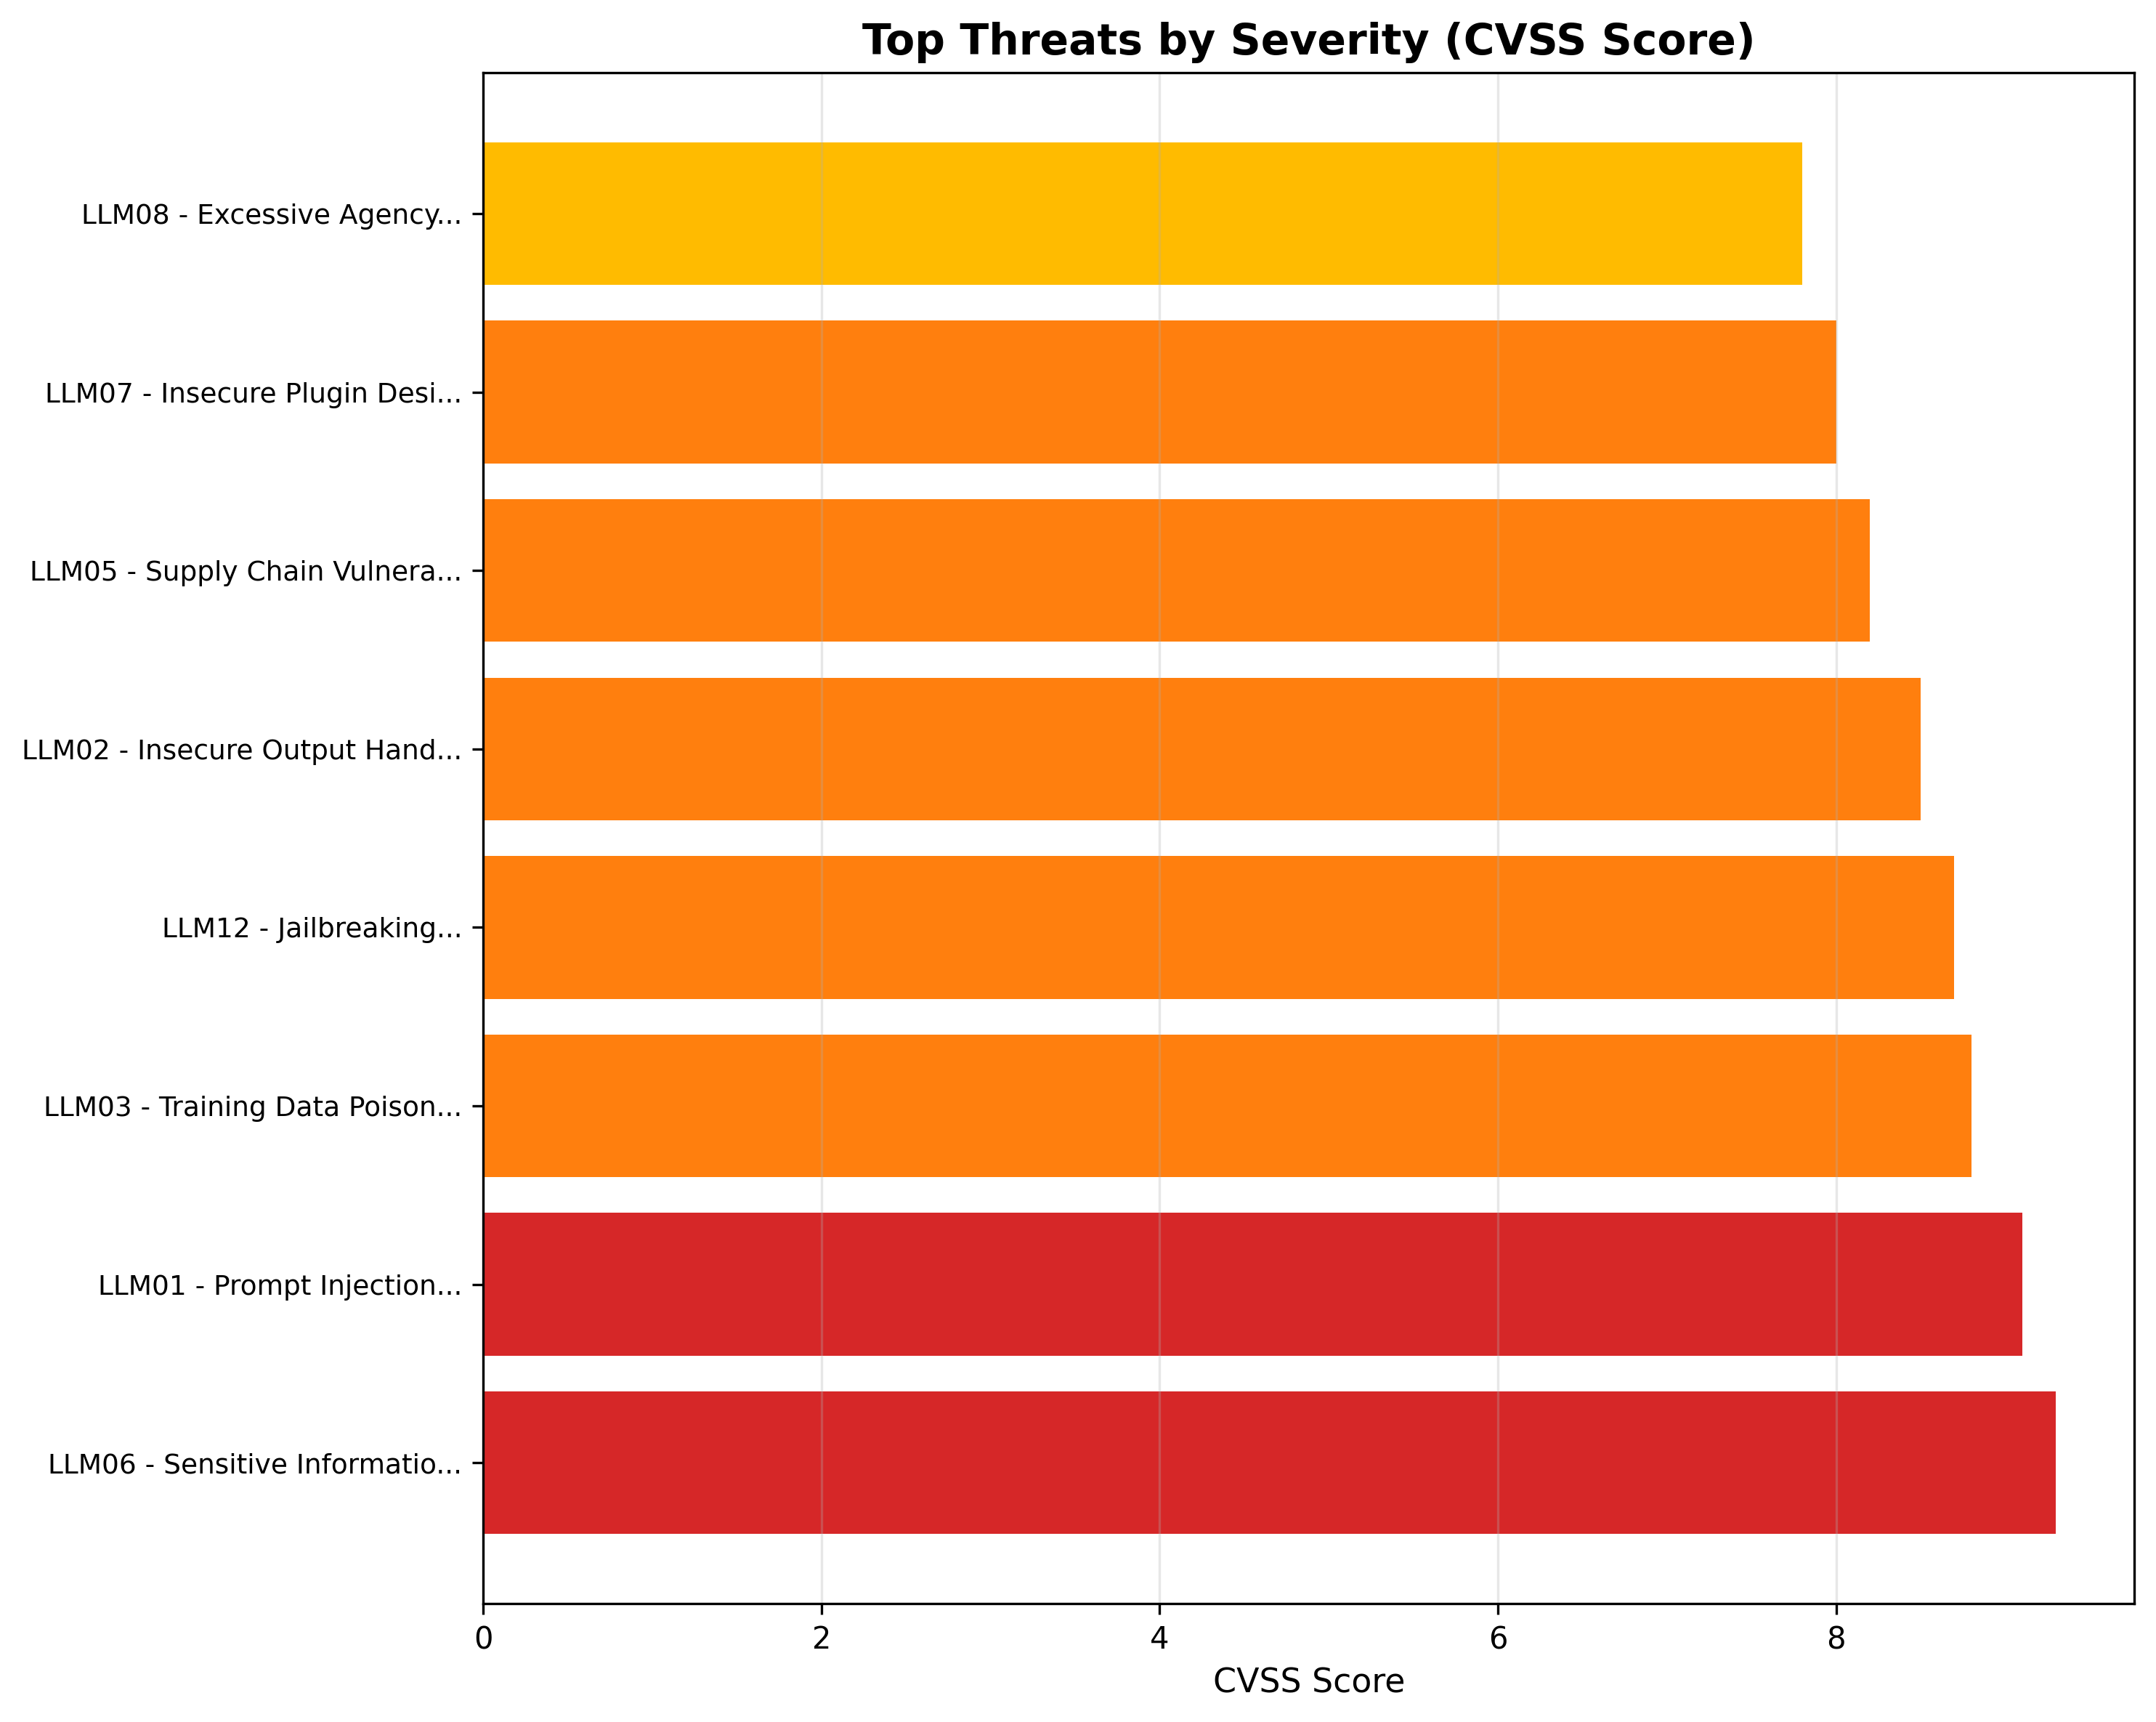 Top Threats by Severity (CVSS Score)
LLM08 - Excessive Agency...
LLM07 - Insecure Plugin Desi...
LLM05 - Supply Chain Vulnera...
LLM02 - Insecure Output Hand...
LLM12 - Jailbreaking...
LLM03 - Training Data Poison...
LLM01 - Prompt Injection...
LLM06 - Sensitive Informatio...
0 2 4 6 8
CVSS Score